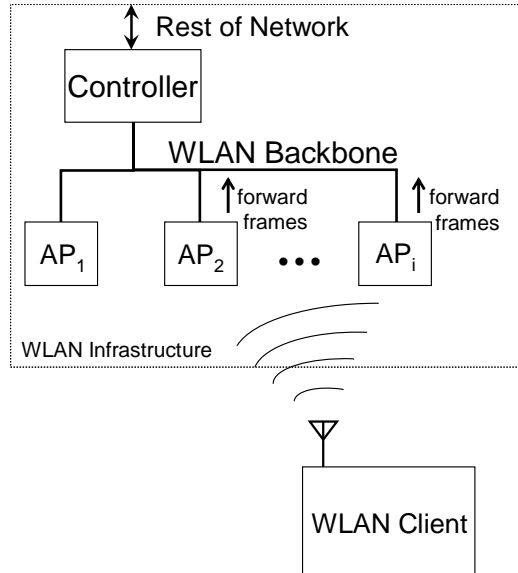 Rest of Network
Controller
WLAN Backbone
forward
frames
forward
frames
AP1
AP2
APi
WLAN Infrastructure
WLAN Client